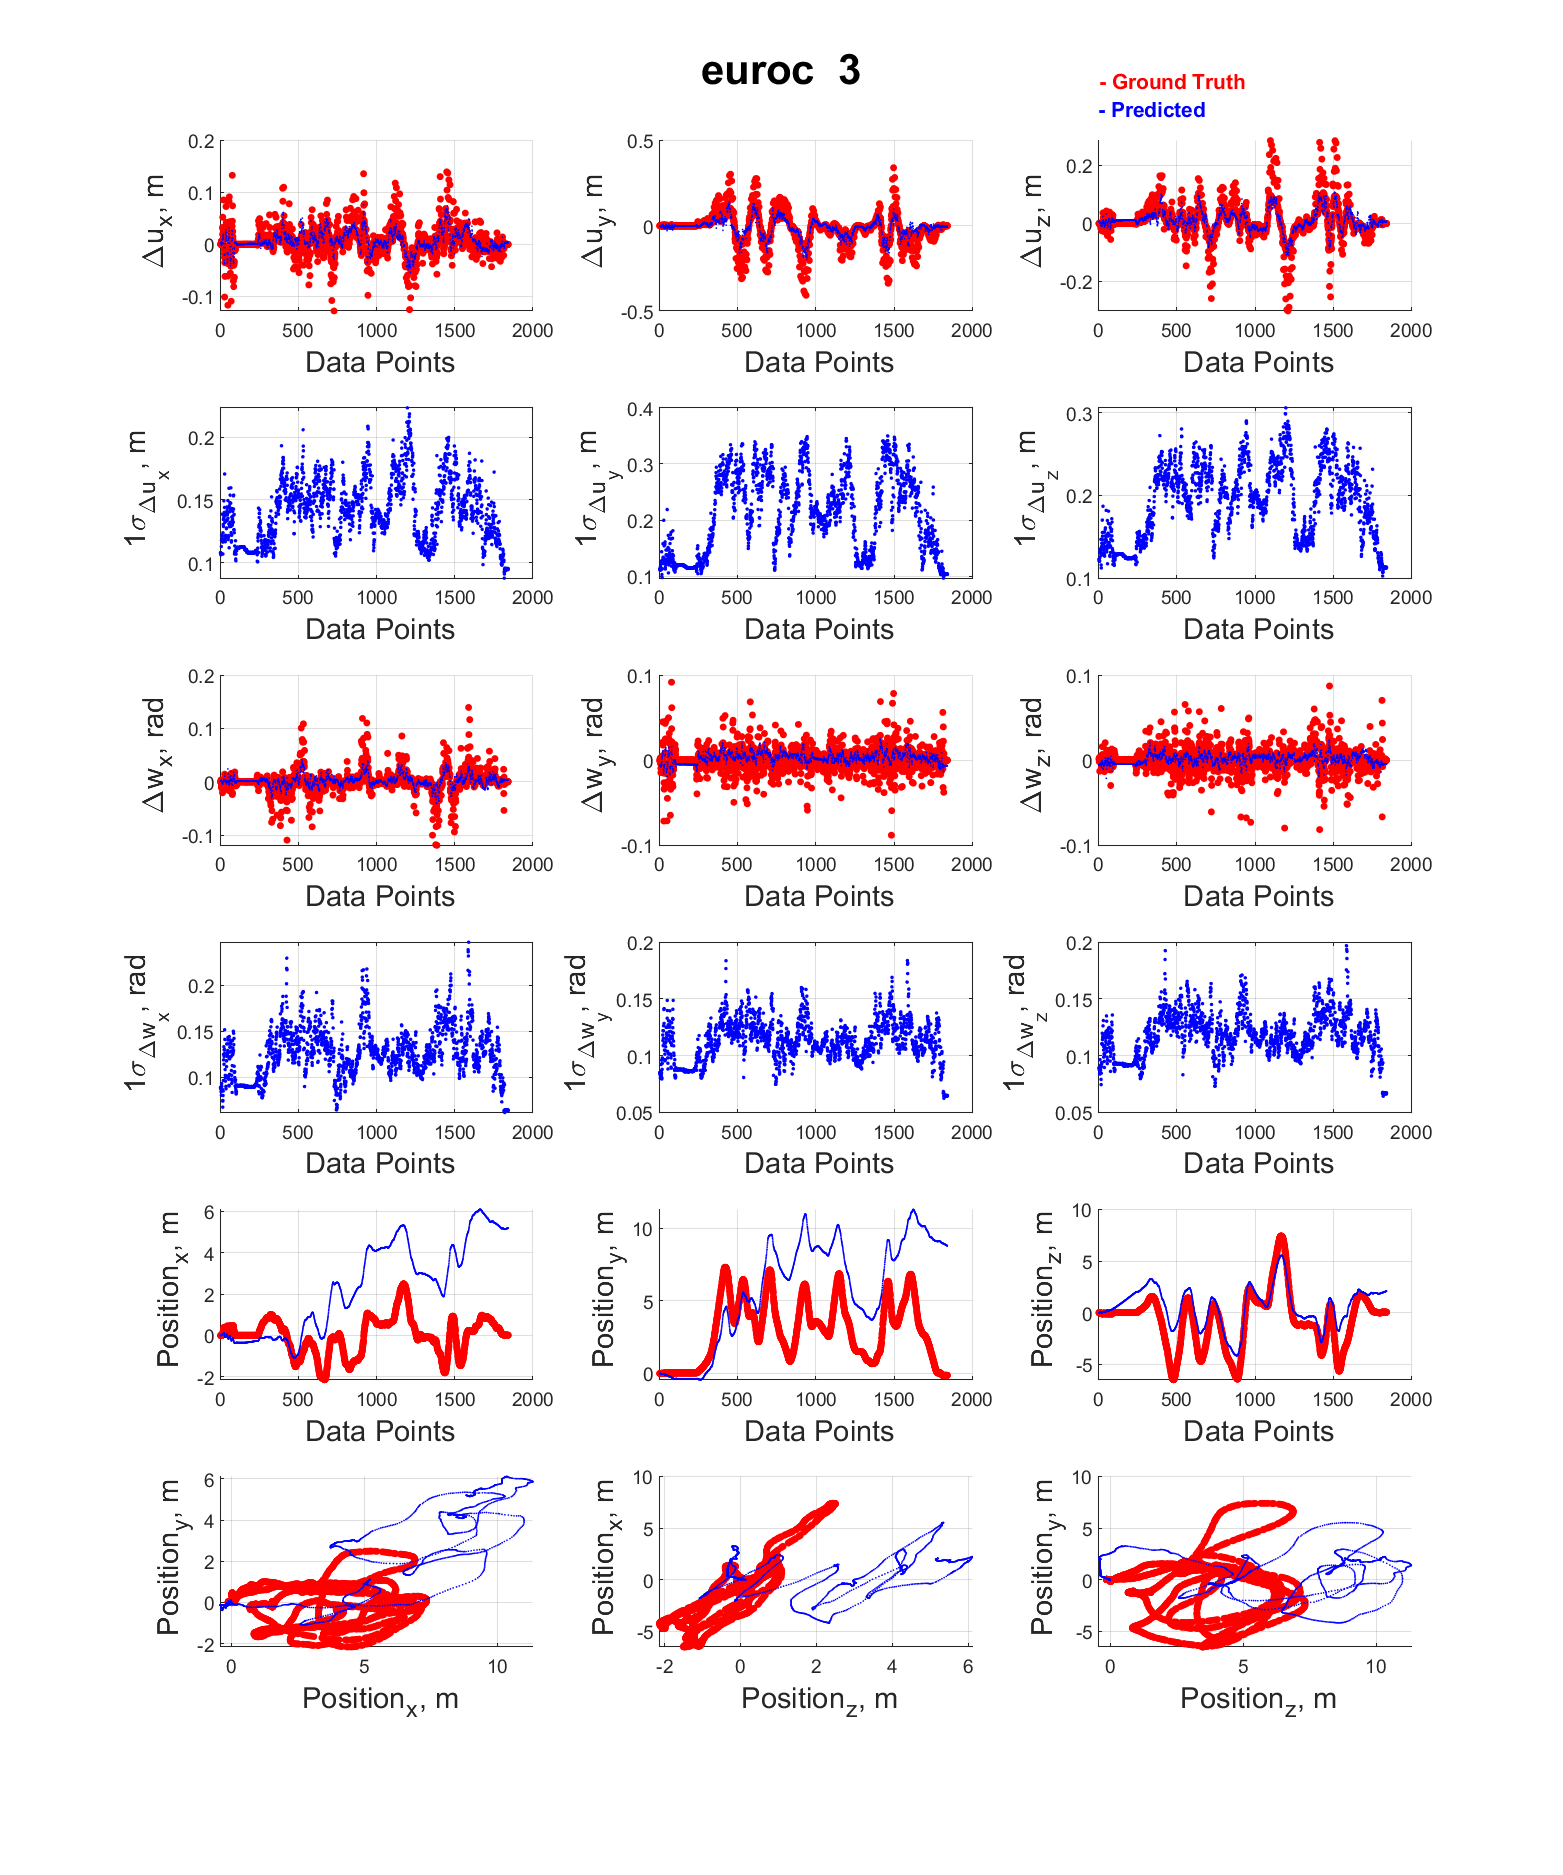 euroc 3
- Ground Truth
- Predicted
0.2
0.1
0
-0.1
Δu_x, m
0 500 1000 1500 2000
Data Points
0.5
0
-0.5
Δu_y, m
0 500 1000 1500 2000
Data Points
0.2
0
-0.2
Δu_z, m
0 500 1000 1500 2000
Data Points
0.2
0.15
0.1
1σ_Δu_x, m
0 500 1000 1500 2000
Data Points
0.4
0.3
0.2
0.1
1σ_Δu_y, m
0 500 1000 1500 2000
Data Points
0.3
0.2
0.1
1σ_Δu_z, m
0 500 1000 1500 2000
Data Points
0.2
0.1
0
-0.1
Δw_x, rad
0 500 1000 1500 2000
Data Points
0.1
0
-0.1
Δw_y, rad
0 500 1000 1500 2000
Data Points
0.1
0
-0.1
Δw_z, rad
0 500 1000 1500 2000
Data Points
0.2
0.15
0.1
1σ_Δw_x, rad
0 500 1000 1500 2000
Data Points
0.2
0.15
0.1
0.05
1σ_Δw_y, rad
0 500 1000 1500 2000
Data Points
0.2
0.15
0.1
0.05
1σ_Δw_z, rad
0 500 1000 1500 2000
Data Points
6
4
2
0
-2
Position_x, m
0 500 1000 1500 2000
Data Points
10
5
0
Position_y, m
0 500 1000 1500 2000
Data Points
10
5
0
-5
Position_z, m
0 500 1000 1500 2000
Data Points
6
4
2
0
-2
Position_y, m
0 5 10
Position_x, m
10
5
0
-5
Position_x, m
-2 0 2 4 6
Position_z, m
10
5
0
-5
Position_y, m
0 5 10
Position_z, m